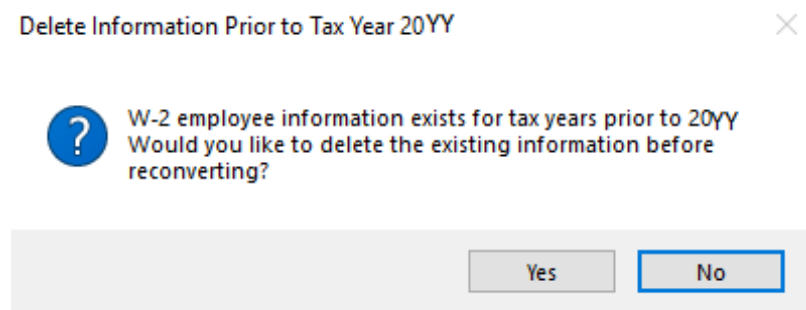 Delete Information Prior to Tax Year 20YY
W-2 employee information exists for tax years prior to 20YY
Would you like to delete the existing information before
reconverting?
Yes No